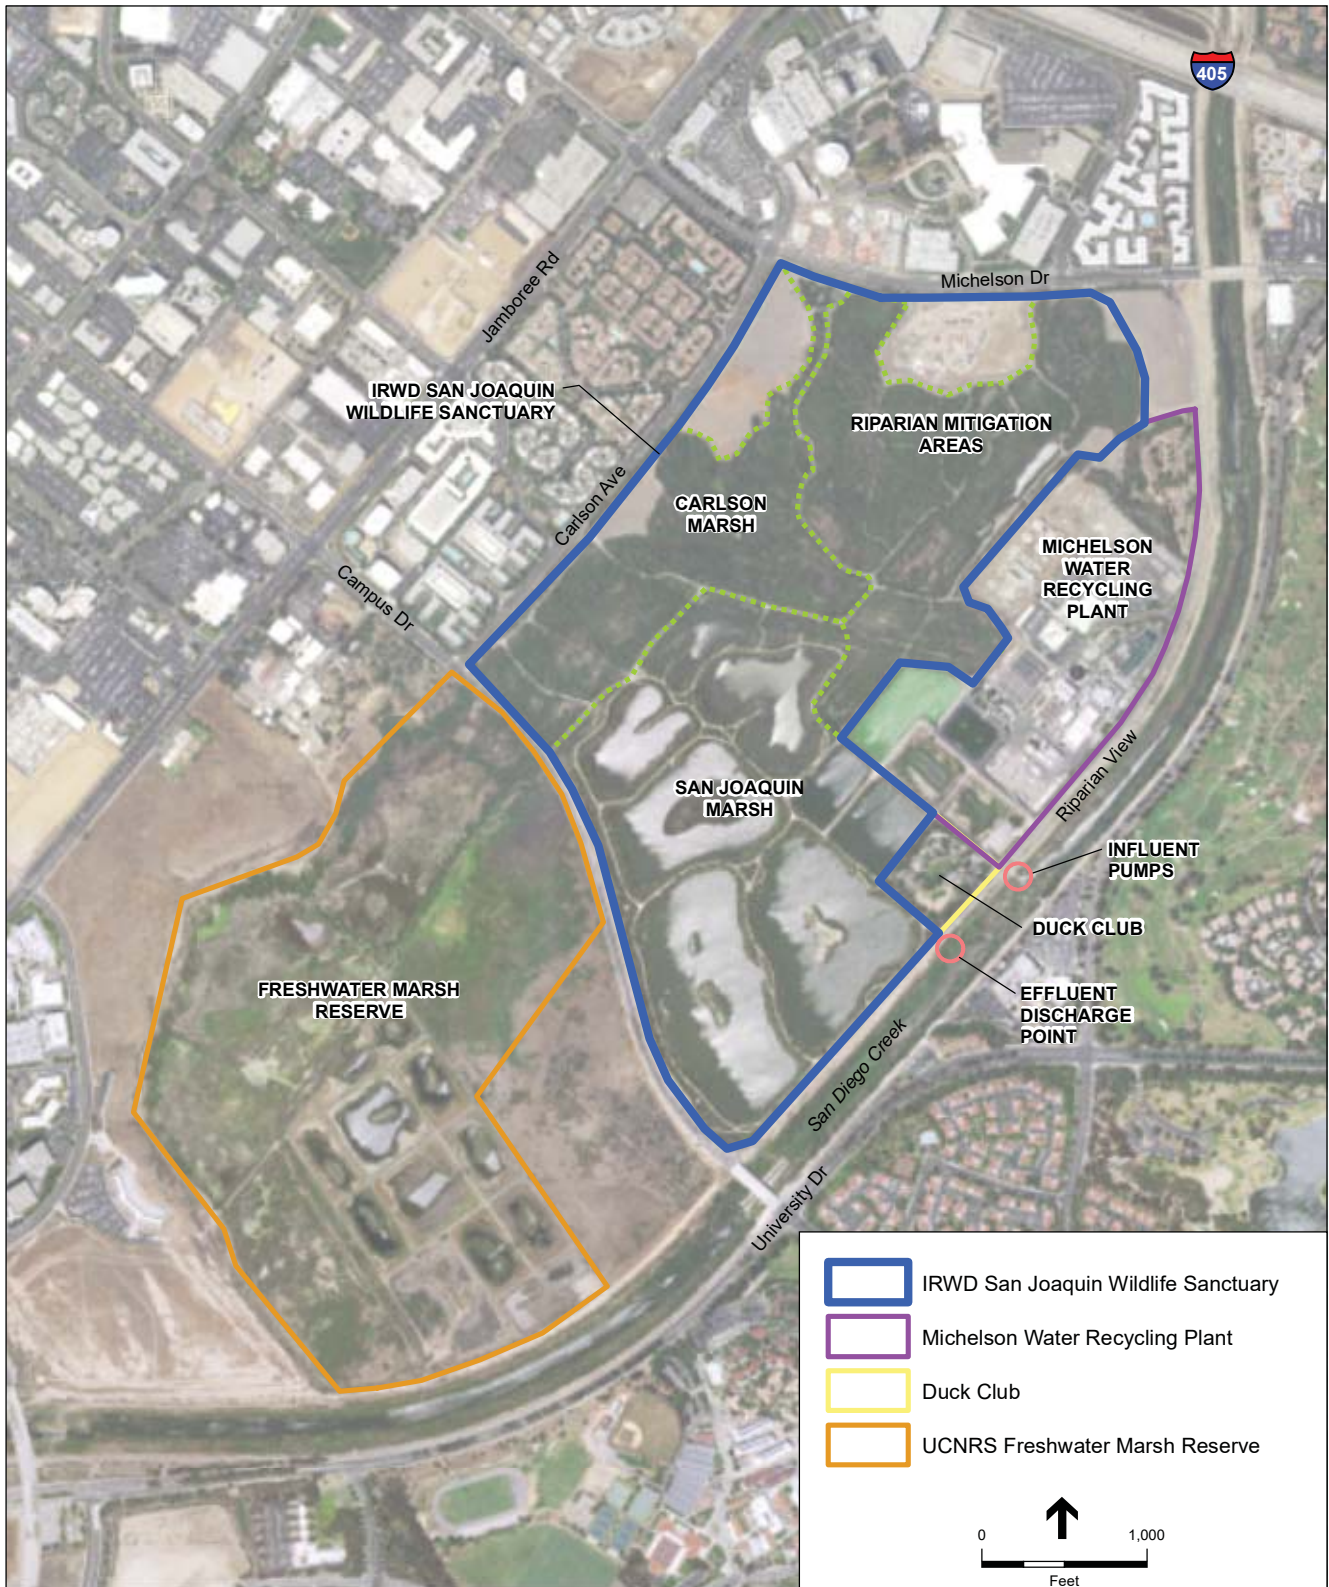 405
Michelson Dr
Jamboree Rd
IRWD SAN JOAQUIN
WILDLIFE SANCTUARY
RIPARIAN MITIGATION
AREAS
Carlson Ave
CARLSON
MARSH
MICHELSON
WATER
RECYCLING
PLANT
Campus Dr
SAN JOAQUIN
MARSH
Riparian View
INFLUENT
PUMPS
DUCK CLUB
FRESHWATER MARSH
RESERVE
EFFLUENT
DISCHARGE
POINT
San Diego Creek
University Dr
IRWD San Joaquin Wildlife Sanctuary
Michelson Water Recycling Plant
Duck Club
UCNRS Freshwater Marsh Reserve
0 1,000
Feet